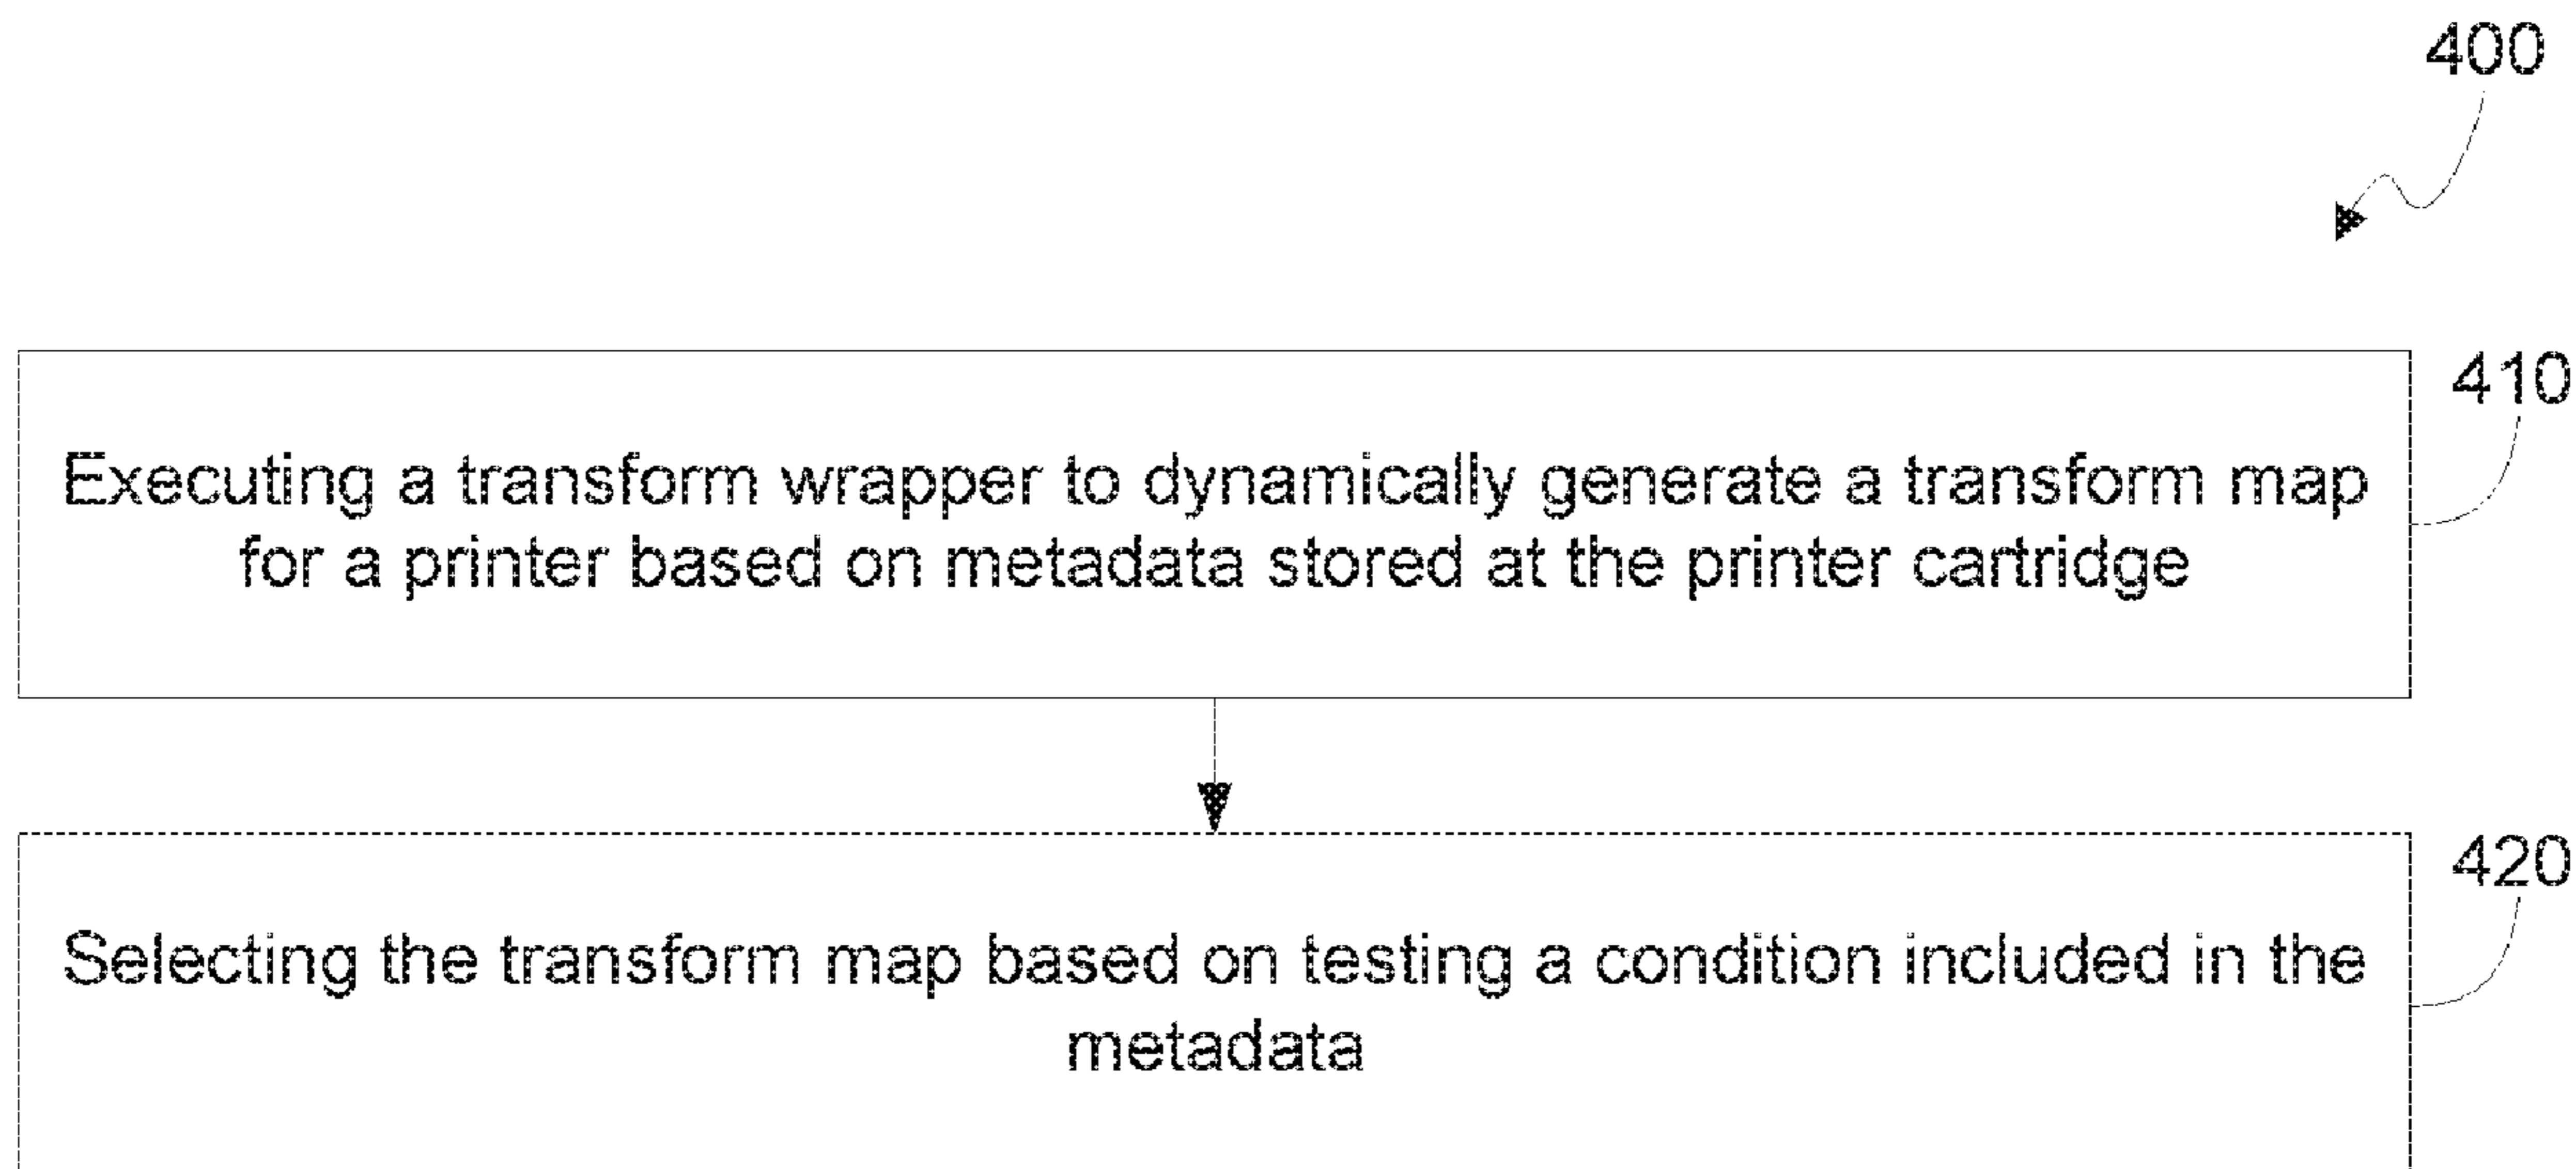 400
410
Executing a transform wrapper to dynamically generate a transform map
for a printer based on metadata stored at the printer cartridge
420
Selecting the transform map based on testing a condition included in the
metadata